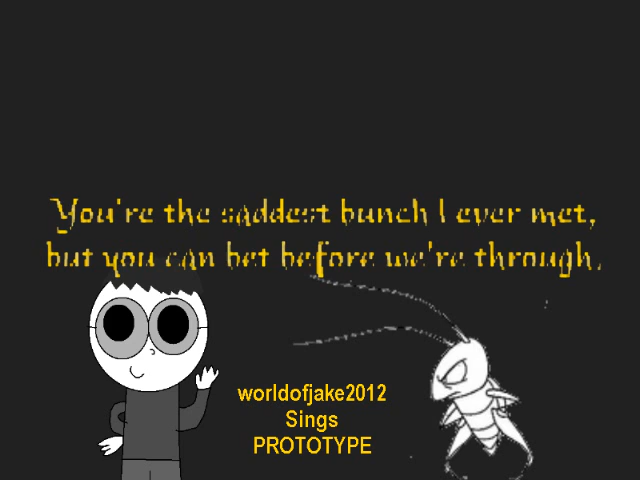 You're the saddest bunch I ever met,
but you can bet before we're through,
worldofjake2012
Sings
PROTOTYPE